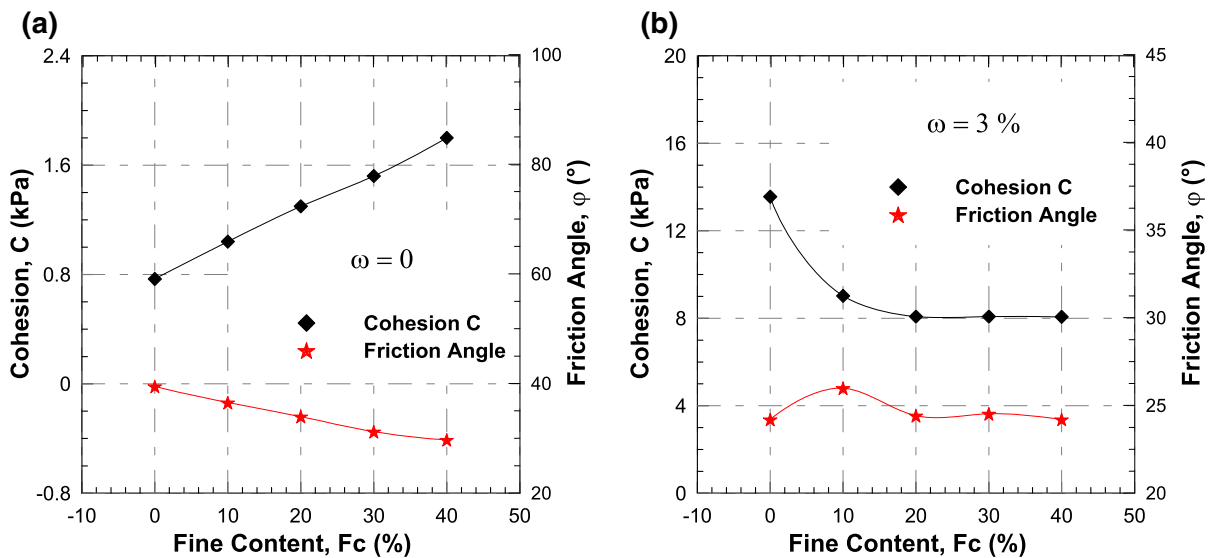 (a)
2.4
1.6
0.8
0
-0.8
Cohesion, C (kPa)
100
80
60
40
20
Friction Angle, φ (°)
ω = 0
Cohesion C
Friction Angle
-10 0 10 20 30 40 50
Fine Content, Fc (%)
(b)
20
16
12
8
4
0
Cohesion, C (kPa)
45
40
35
30
25
20
Friction Angle, φ (°)
ω = 3 %
Cohesion C
Friction Angle
-10 0 10 20 30 40 50
Fine Content, Fc (%)